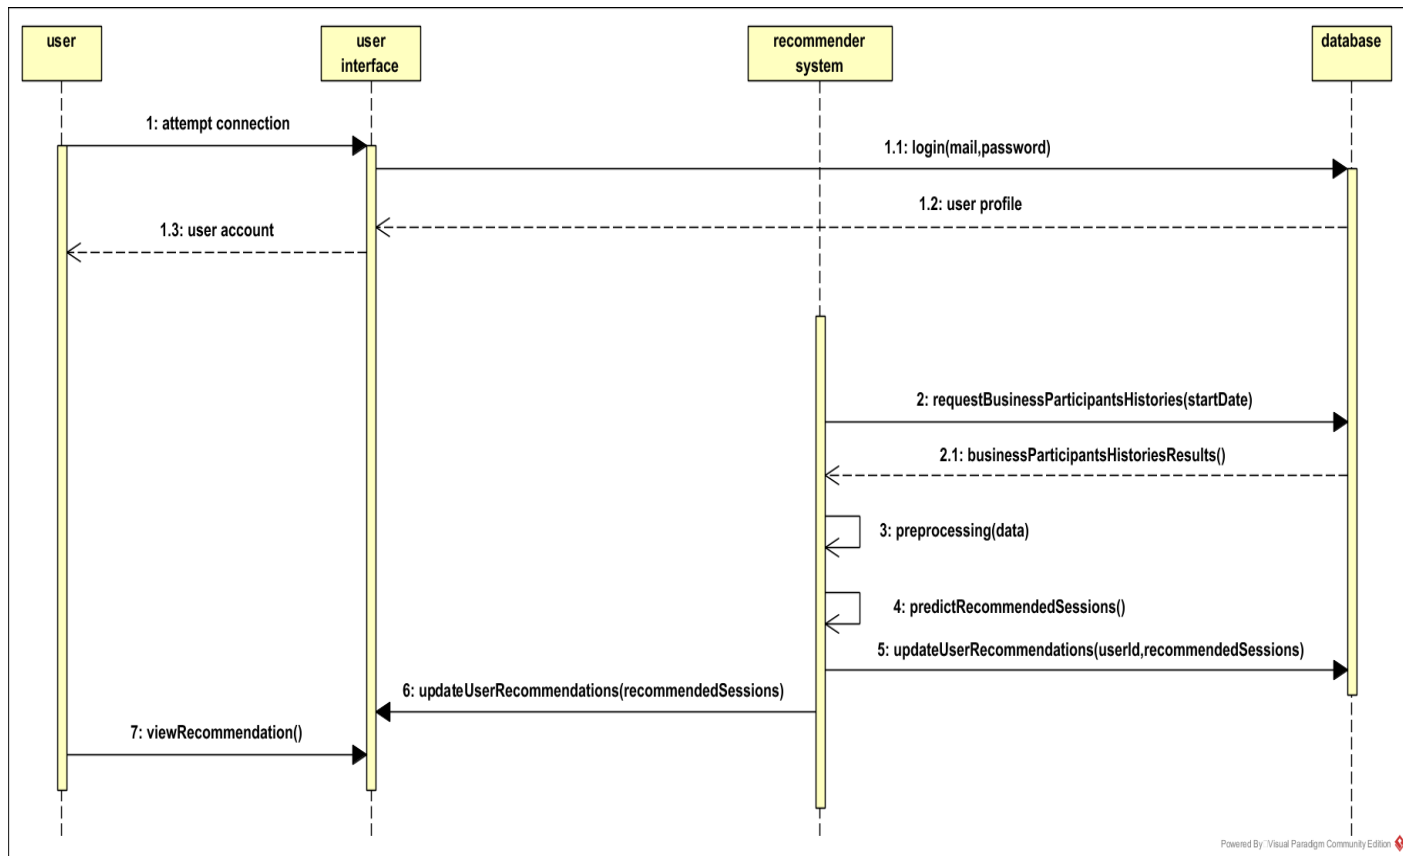 user
user
interface
recommender
system
database
1: attempt connection
1.1: login(mail,password)
1.2: user profile
1.3: user account
2: requestBusinessParticipantsHistories(startDate)
2.1: businessParticipantsHistoriesResults()
3: preprocessing(data)
4: predictRecommendedSessions()
5: updateUserRecommendations(userId,recommendedSessions)
6: updateUserRecommendations(recommendedSessions)
7: viewRecommendation()
Powered By Visual Paradigm Community Edition